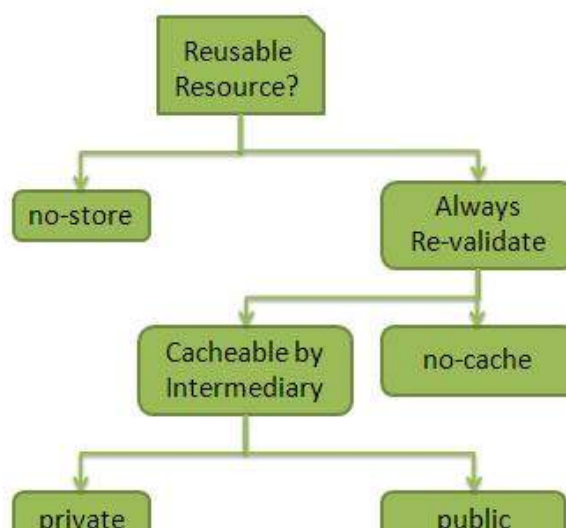 Reusable
Resource?
no-store
Always
Re-validate
Cacheable by
Intermediary
no-cache
private
public